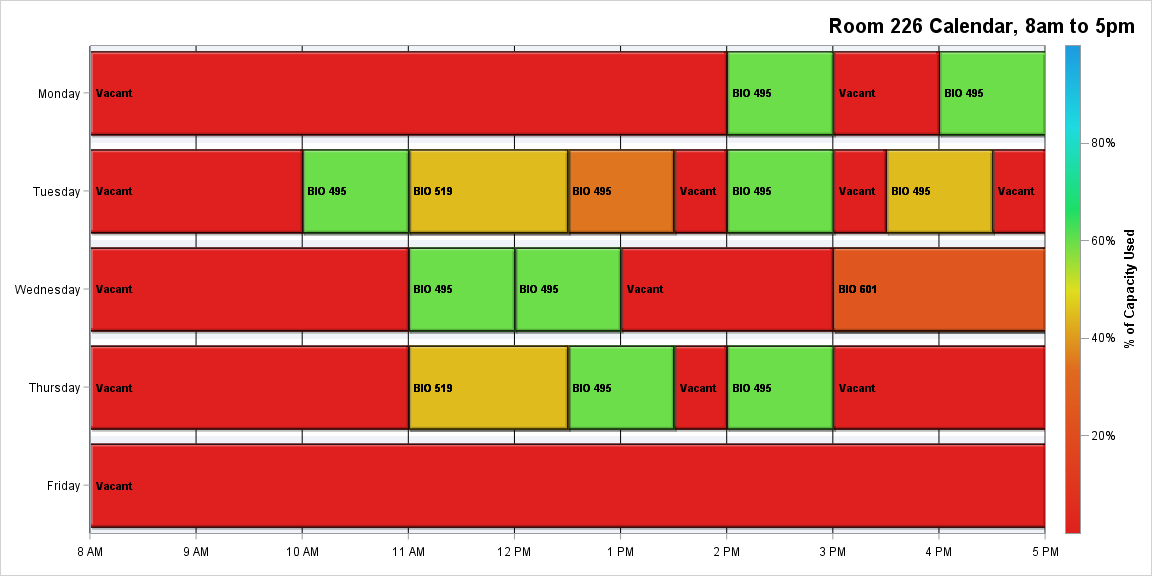 Room 226 Calendar, 8am to 5pm
Monday
Vacant
BIO 495
Vacant
BIO 495
Tuesday
Vacant
BIO 495
BIO 519
BIO 495
Vacant
BIO 495
Vacant
BIO 495
Vacant
Wednesday
Vacant
BIO 495
BIO 495
Vacant
BIO 601
Thursday
Vacant
BIO 519
BIO 495
Vacant
BIO 495
Vacant
Friday
Vacant
8 AM
9 AM
10 AM
11 AM
12 PM
1 PM
2 PM
3 PM
4 PM
5 PM
80%
60%
40%
20%
% of Capacity Used